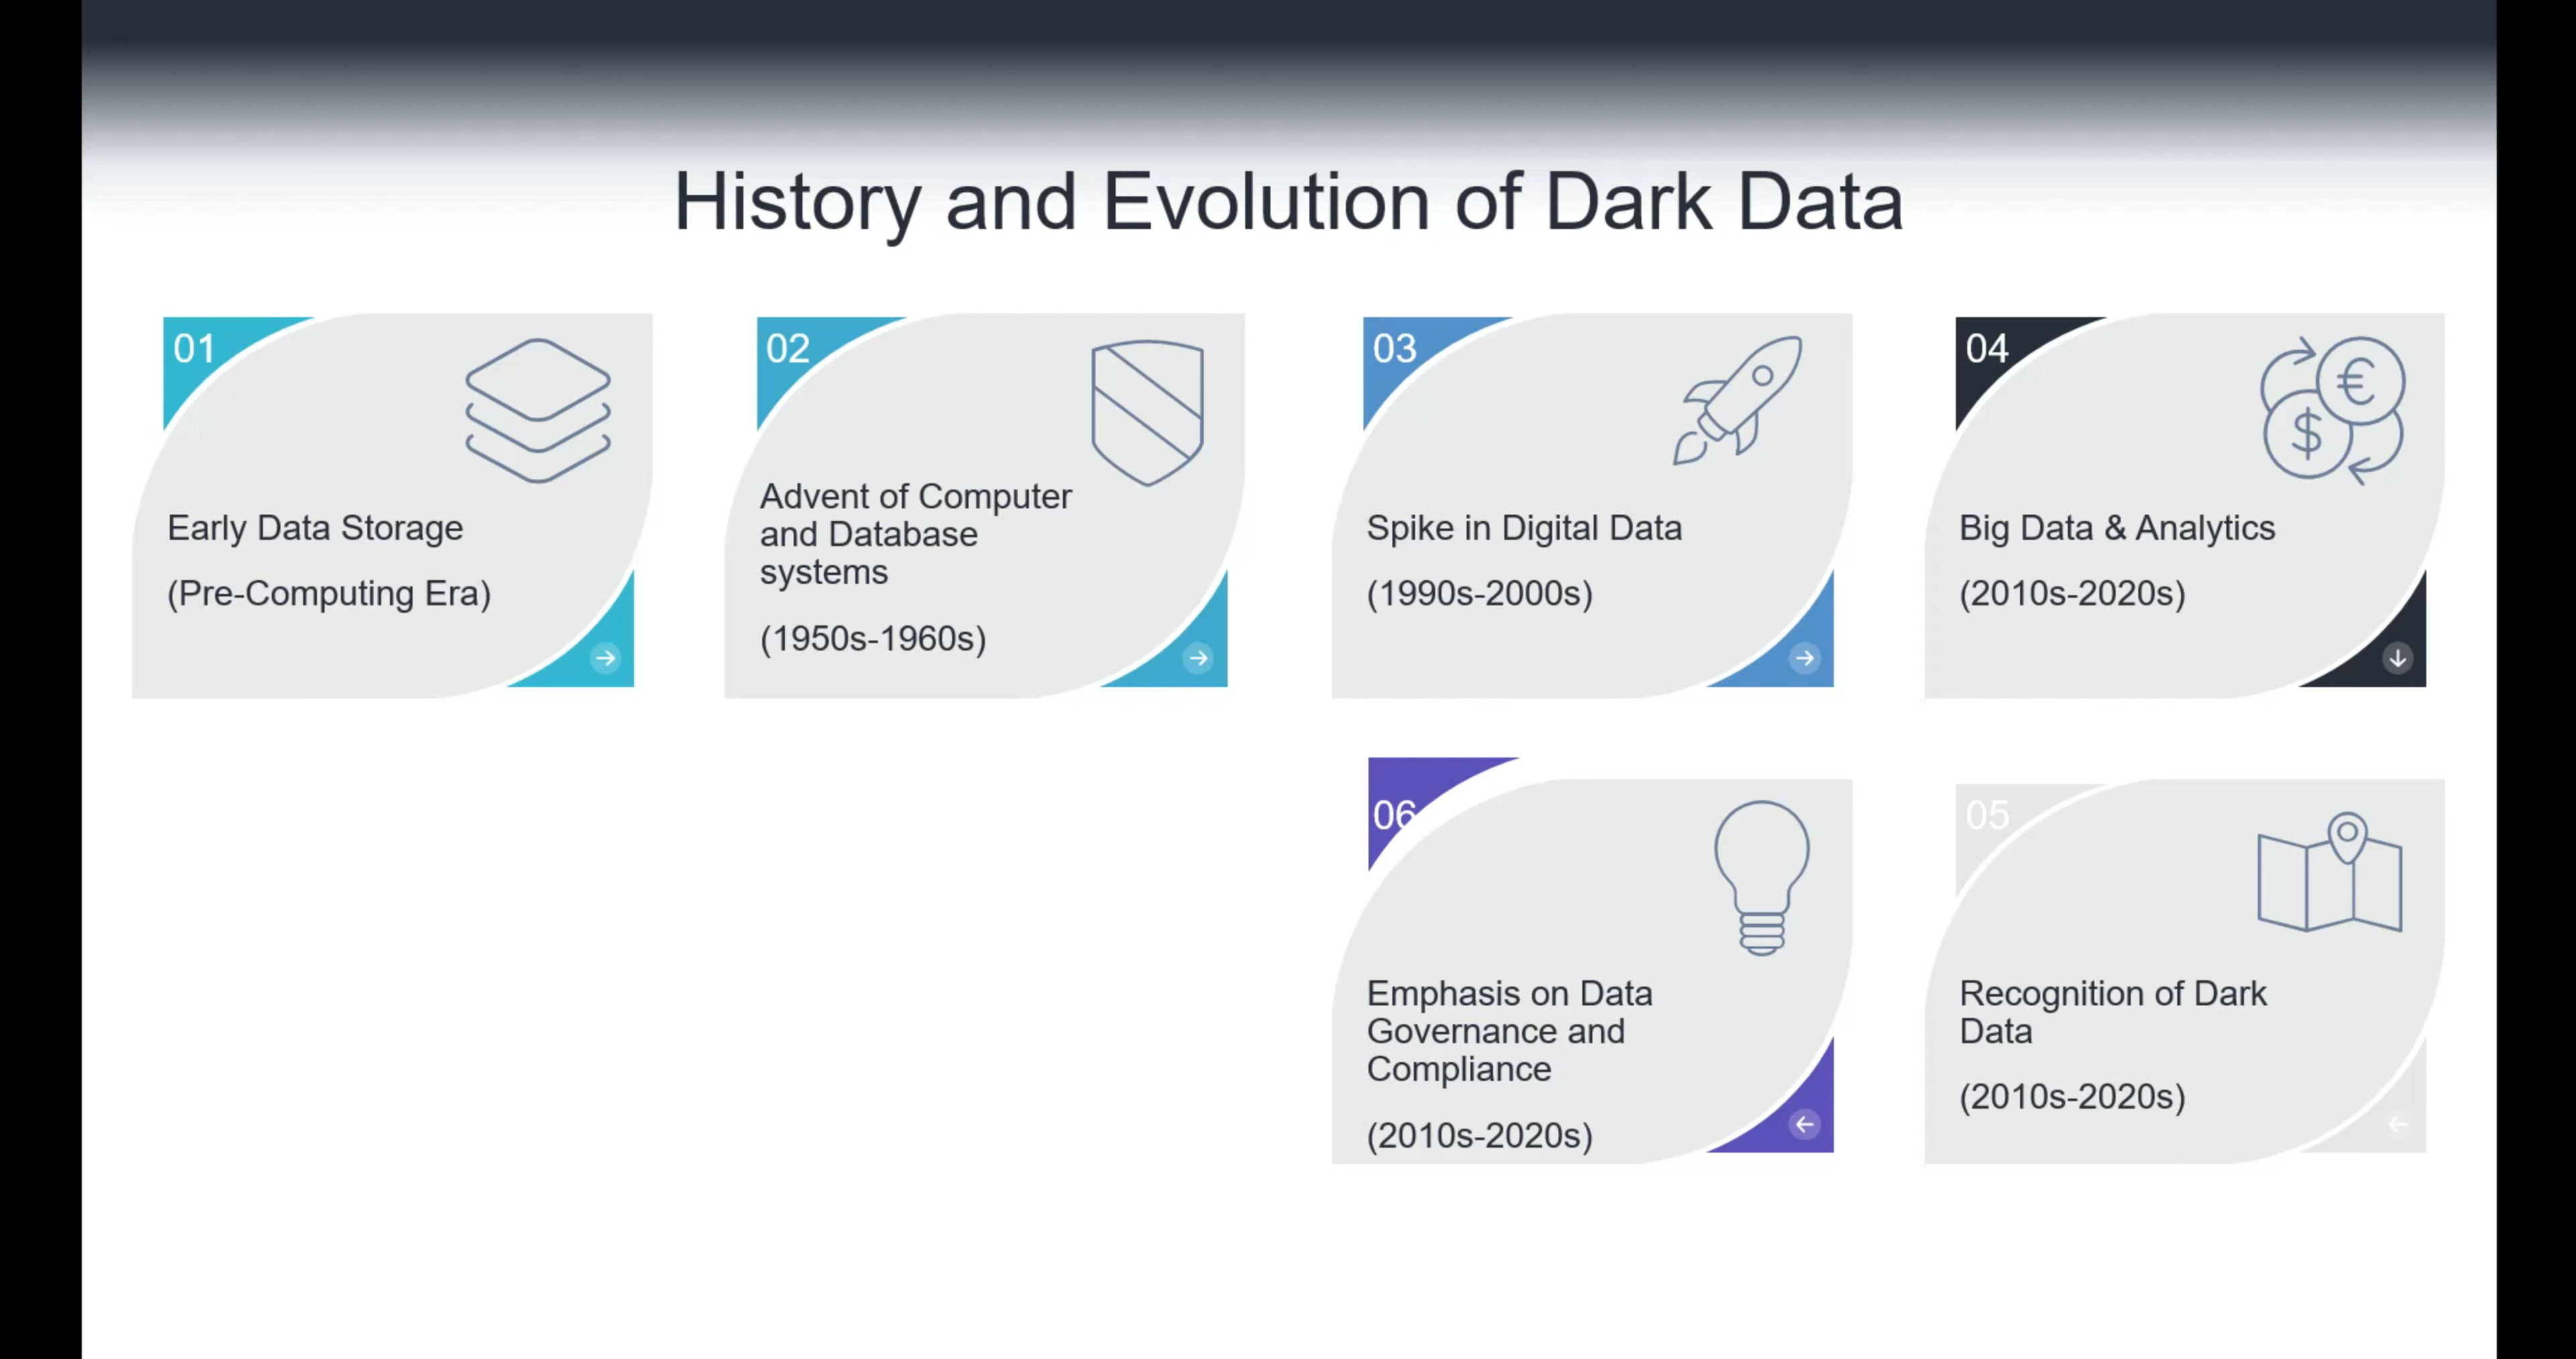 History and Evolution of Dark Data
01
Early Data Storage
(Pre-Computing Era)
02
Advent of Computer
and Database
systems
(1950s-1960s)
03
Spike in Digital Data
(1990s-2000s)
04
€
$
Big Data & Analytics
(2010s-2020s)
05
Recognition of Dark
Data
(2010s-2020s)
06
Emphasis on Data
Governance and
Compliance
(2010s-2020s)